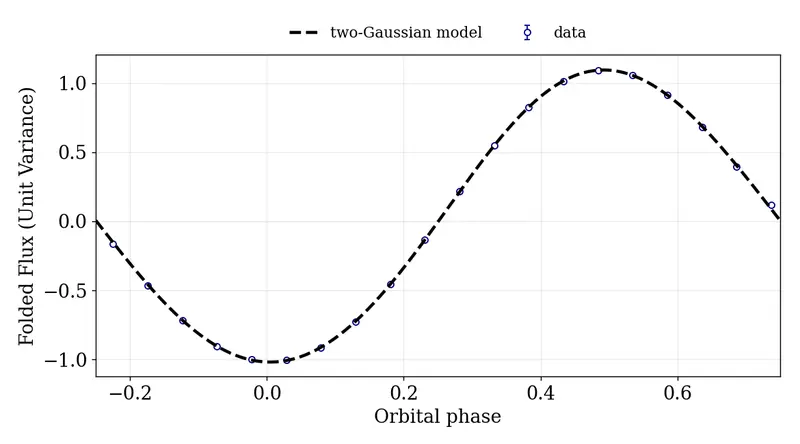 two-Gaussian model
data
Folded Flux (Unit Variance)
1.0
0.5
0.0
−0.5
−1.0
−0.2
0.0
0.2
0.4
0.6
Orbital phase